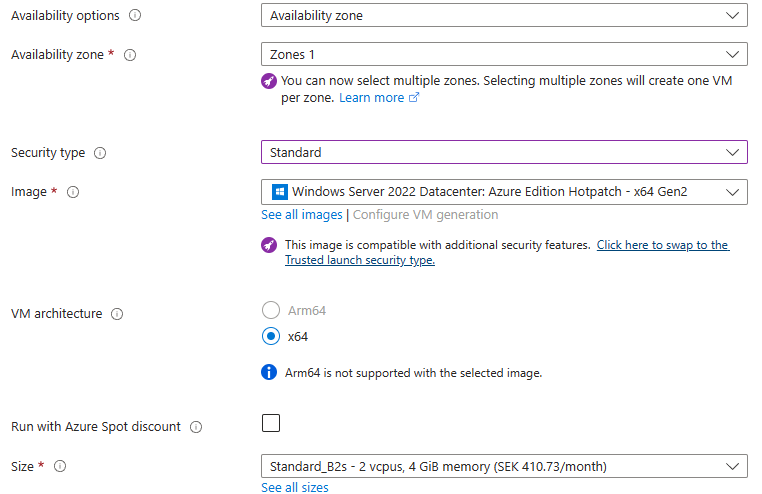 Availability options
Availability zone
Availability zone *
Zones 1
You can now select multiple zones. Selecting multiple zones will create one VM
per zone. Learn more
Security type
Standard
Image *
Windows Server 2022 Datacenter: Azure Edition Hotpatch - x64 Gen2
See all images | Configure VM generation
This image is compatible with additional security features. Click here to swap to the
Trusted launch security type.
VM architecture
Arm64
x64
Arm64 is not supported with the selected image.
Run with Azure Spot discount
Size *
Standard_B2s - 2 vcpus, 4 GiB memory (SEK 410.73/month)
See all sizes